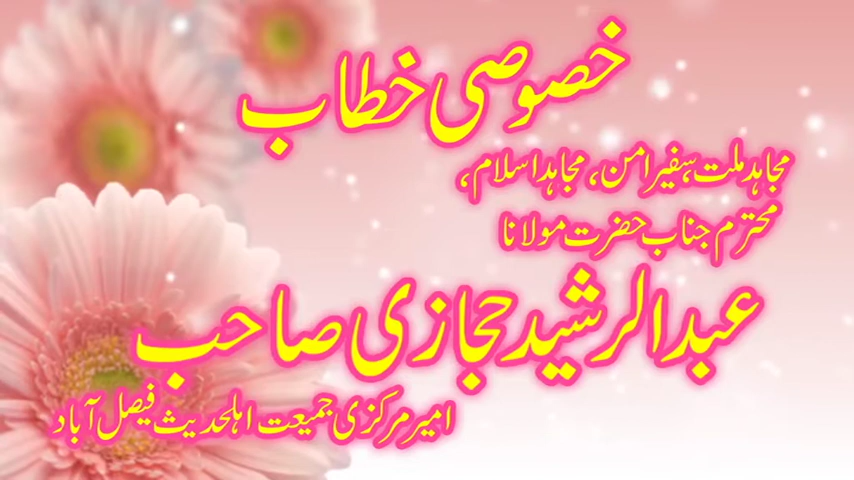 خصوصی خطاب
مجاہد ملت، سفیر امن، مجاہد اسلام،
محترم جناب حضرت مولانا
عبدالرشید حجازی صاحب
امیر مرکزی جمیعت اہلحدیث فیصل آباد